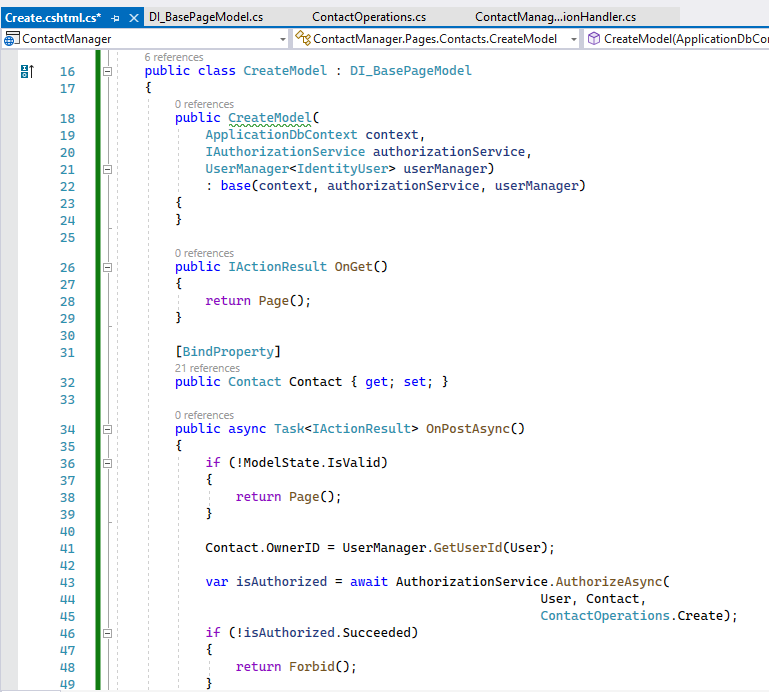 Create.cshtml.cs* DI_BasePageModel.cs ContactOperations.cs ContactManag...ionHandler.cs
ContactManager ContactManager.Pages.Contacts.CreateModel CreateModel(ApplicationDbCo
6 references
16 public class CreateModel : DI_BasePageModel
17 {
0 references
18 public CreateModel(
19 ApplicationDbContext context,
20 IAuthorizationService authorizationService,
21 UserManager<IdentityUser> userManager)
22 : base(context, authorizationService, userManager)
23 {
24 }
25
0 references
26 public IActionResult OnGet()
27 {
28 return Page();
29 }
30
31 [BindProperty]
21 references
32 public Contact Contact { get; set; }
33
0 references
34 public async Task<IActionResult> OnPostAsync()
35 {
36 if (!ModelState.IsValid)
37 {
38 return Page();
39 }
40
41 Contact.OwnerID = UserManager.GetUserId(User);
42
43 var isAuthorized = await AuthorizationService.AuthorizeAsync(
44 User, Contact,
45 ContactOperations.Create);
46 if (!isAuthorized.Succeeded)
47 {
48 return Forbid();
49 }